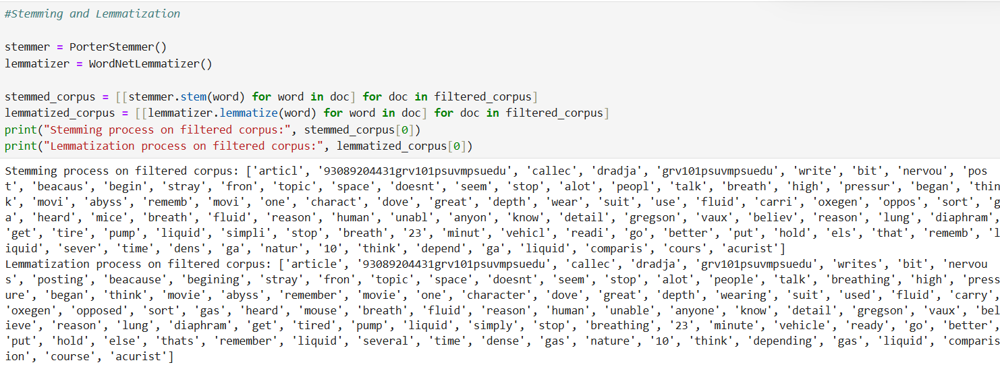 #Stemming and Lemmatization
stemmer = PorterStemmer()
lemmatizer = WordNetLemmatizer()
stemmed_corpus = [[stemmer.stem(word) for word in doc] for doc in filtered_corpus]
lemmatized_corpus = [[lemmatizer.lemmatize(word) for word in doc] for doc in filtered_corpus]
print("Stemming process on filtered corpus:", stemmed_corpus[0])
print("Lemmatization process on filtered corpus:", lemmatized_corpus[0])
Stemming process on filtered corpus: ['articl', '93089204431grv101psuvmpsuedu', 'callec', 'dradja', 'grv101psuvmpsuedu', 'write', 'bit', 'nervou', 'pos
t', 'beacaus', 'begin', 'stray', 'fron', 'topic', 'space', 'doesnt', 'seem', 'stop', 'alot', 'peopl', 'talk', 'breath', 'high', 'pressur', 'began', 'thin
k', 'movi', 'abyss', 'rememb', 'movi', 'one', 'charact', 'dove', 'great', 'depth', 'wear', 'suit', 'use', 'fluid', 'carri', 'oxegen', 'oppos', 'sort', 'g
a', 'heard', 'mice', 'breath', 'fluid', 'reason', 'human', 'unabl', 'anyon', 'know', 'detail', 'gregson', 'vaux', 'believ', 'reason', 'lung', 'diaphram',
'get', 'tire', 'pump', 'liquid', 'simpli', 'stop', 'breath', '23', 'minut', 'vehicl', 'readi', 'go', 'better', 'put', 'hold', 'els', 'that', 'rememb', 'l
iquid', 'sever', 'time', 'dens', 'ga', 'natur', '10', 'think', 'depend', 'ga', 'liquid', 'comparis', 'cours', 'acurist']
Lemmatization process on filtered corpus: ['article', '93089204431grv101psuvmpsuedu', 'callec', 'dradja', 'grv101psuvmpsuedu', 'writes', 'bit', 'nervou
s', 'posting', 'beacause', 'begining', 'stray', 'fron', 'topic', 'space', 'doesnt', 'seem', 'stop', 'alot', 'people', 'talk', 'breathing', 'high', 'press
ure', 'began', 'think', 'movie', 'abyss', 'remember', 'movie', 'one', 'character', 'dove', 'great', 'depth', 'wearing', 'suit', 'used', 'fluid', 'carry',
'oxegen', 'opposed', 'sort', 'gas', 'heard', 'mouse', 'breath', 'fluid', 'reason', 'human', 'unable', 'anyone', 'know', 'detail', 'gregson', 'vaux', 'bel
ieve', 'reason', 'lung', 'diaphram', 'get', 'tired', 'pump', 'liquid', 'simply', 'stop', 'breathing', '23', 'minute', 'vehicle', 'ready', 'go', 'better',
'put', 'hold', 'else', 'thats', 'remember', 'liquid', 'several', 'time', 'dense', 'gas', 'nature', '10', 'think', 'depending', 'gas', 'liquid', 'comparis
ion', 'course', 'acurist']